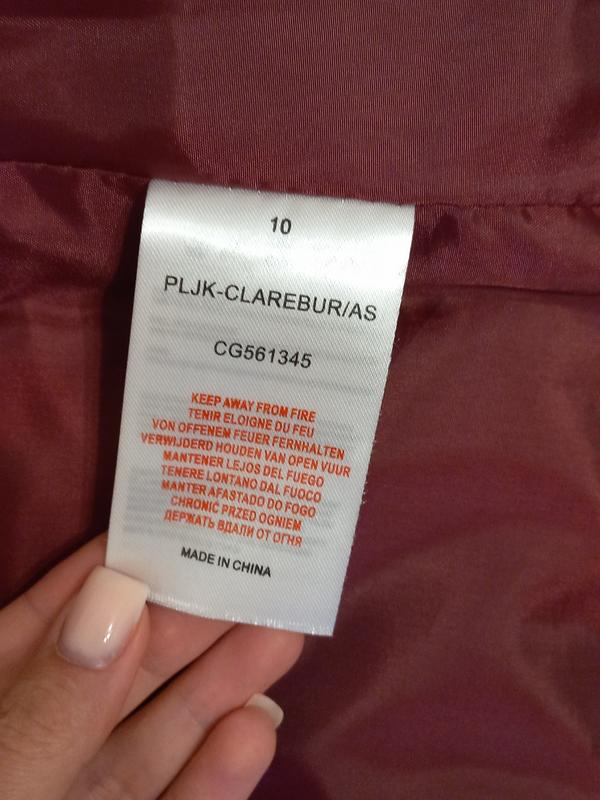 10
PLJK-CLAREBUR/AS
CG561345
KEEP AWAY FROM FIRE
TENIR ELOIGNE DU FEU
VON OFFENEM FEUER FERNHALTEN
VERWIJDERD HOUDEN VAN OPEN VUUR
MANTENER LEJOS DEL FUEGO
TENERE LONTANO DAL FUOCO
MANTER AFASTADO DO FOGO
CHRONIĆ PRZED OGNIEM
ДЕРЖАТЬ ВДАЛИ ОТ ОГНЯ
MADE IN CHINA